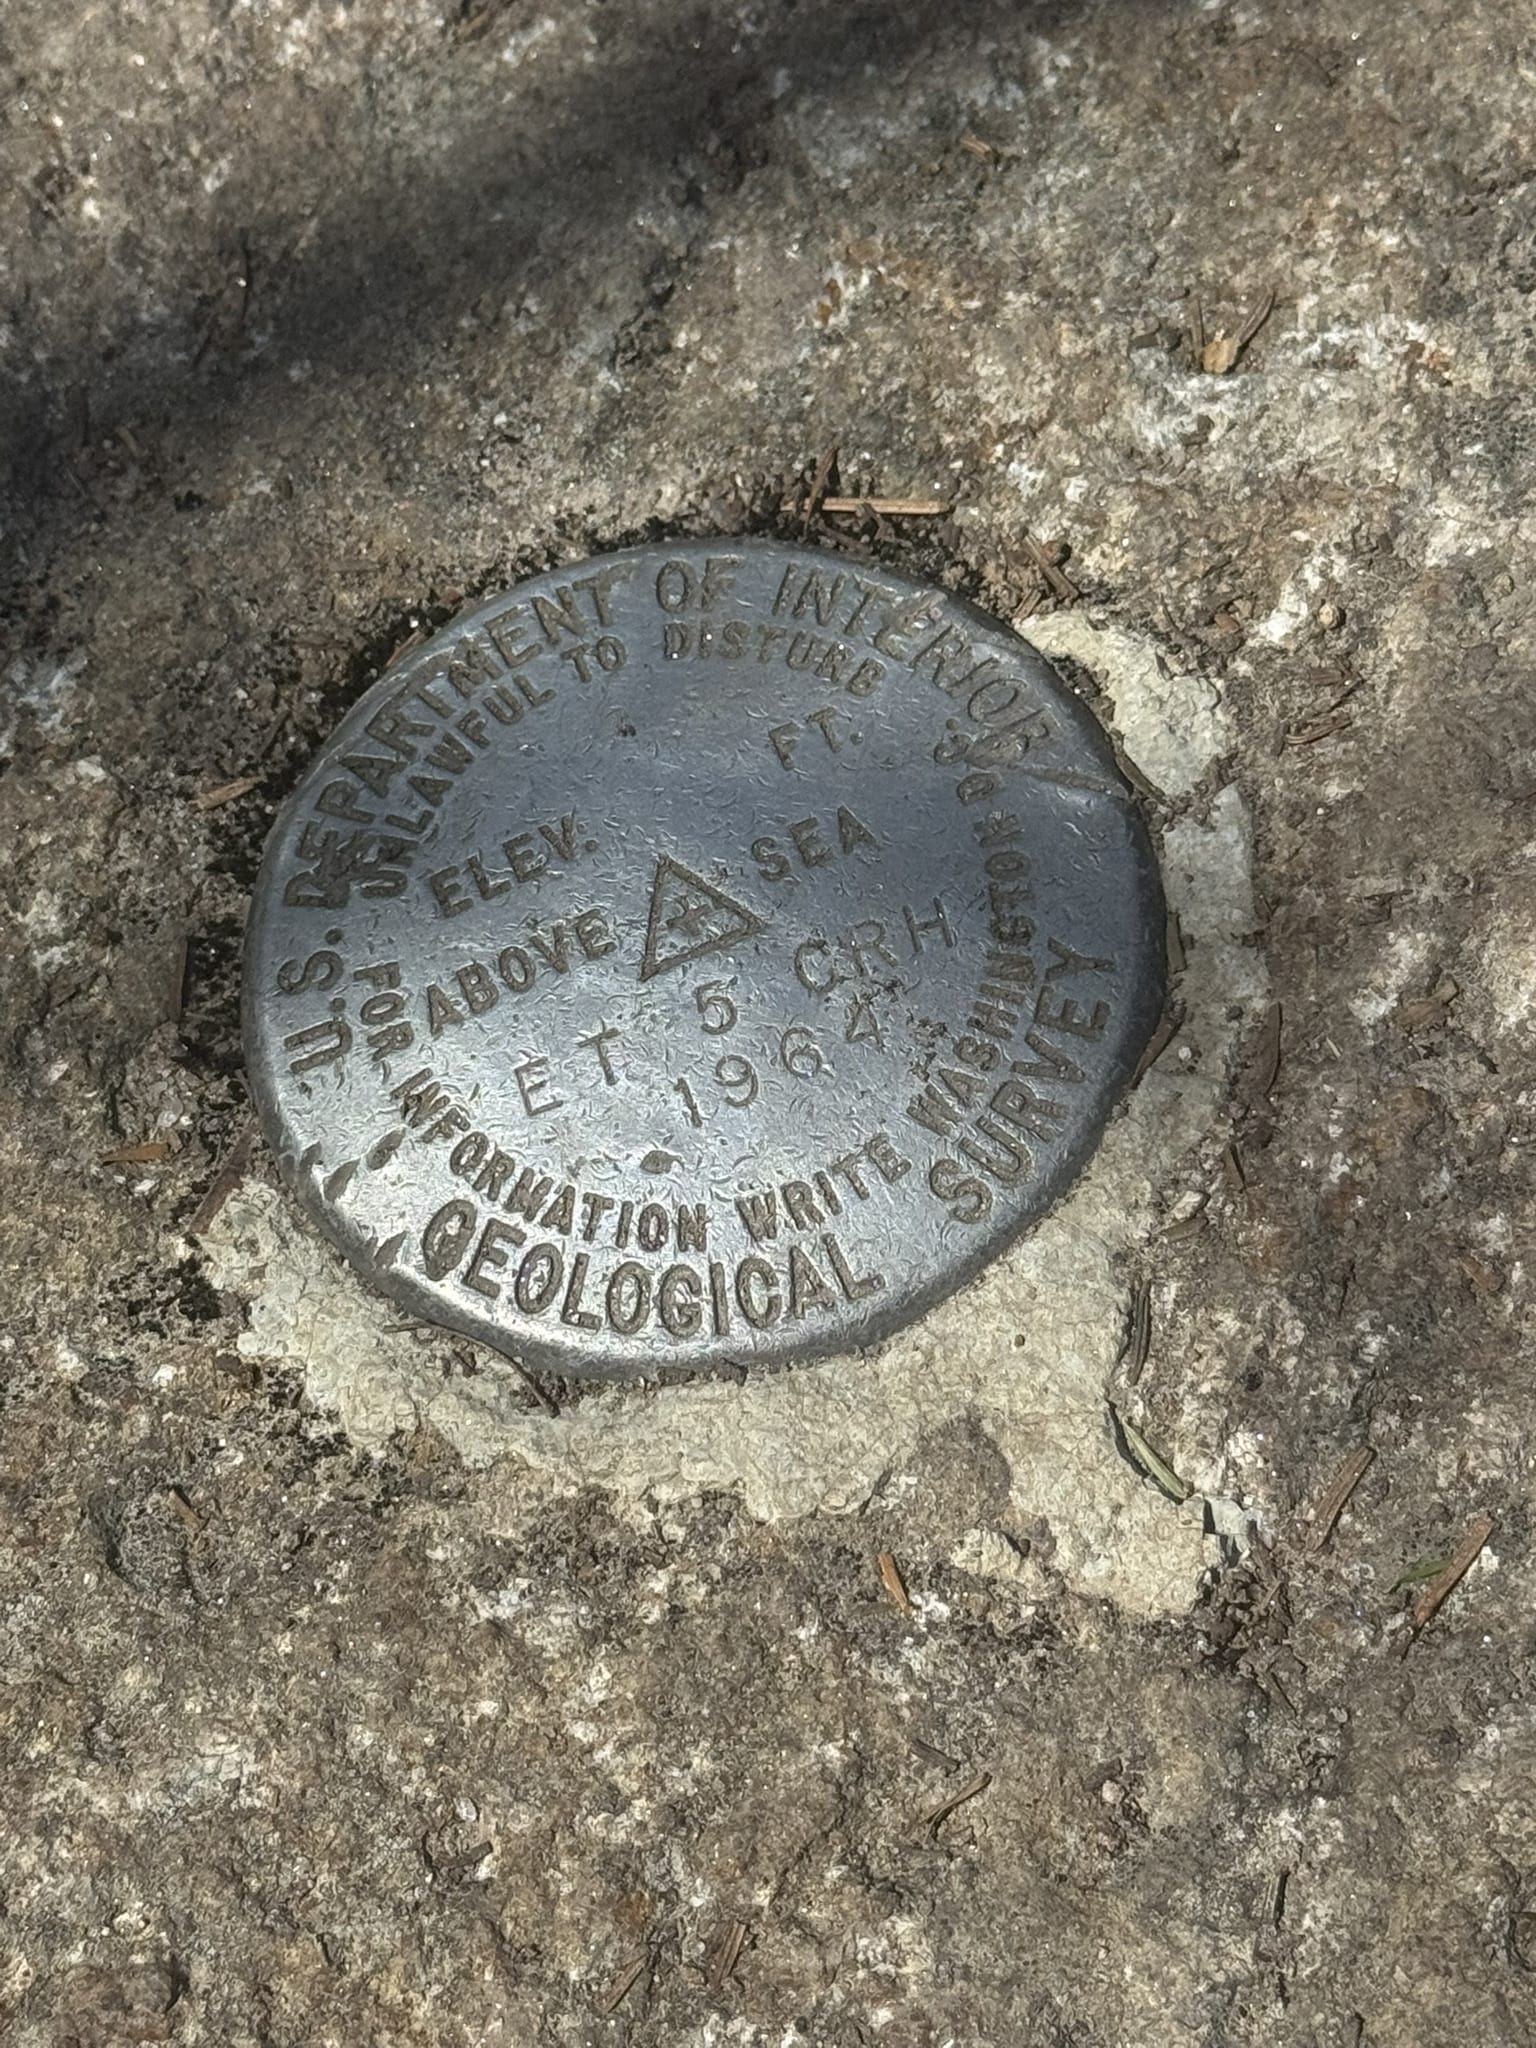 U.S. DEPARTMENT OF INTERIOR
UNLAWFUL TO DISTURB
FT.
ELEV.
SEA
ABOVE
ET 5 CRH
1964
FOR INFORMATION WRITE WASHINGTON D.C.
GEOLOGICAL SURVEY